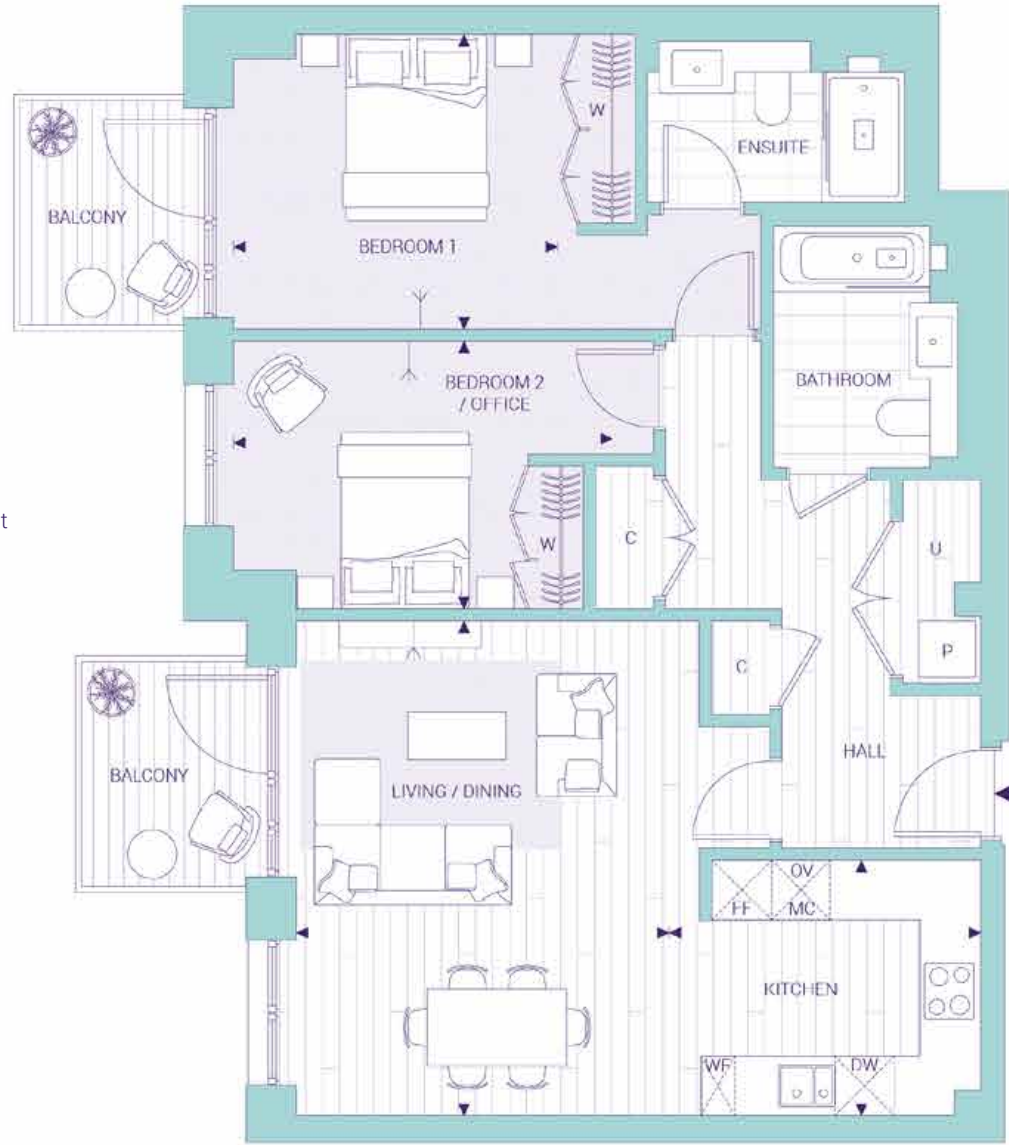 W
ENSUITE
BALCONY
BEDROOM 1
BEDROOM 2
/ OFFICE
BATHROOM
t
C
U
W
C
P
HALL
BALCONY
LIVING / DINING
OV
FF
MC
KITCHEN
WF
DW